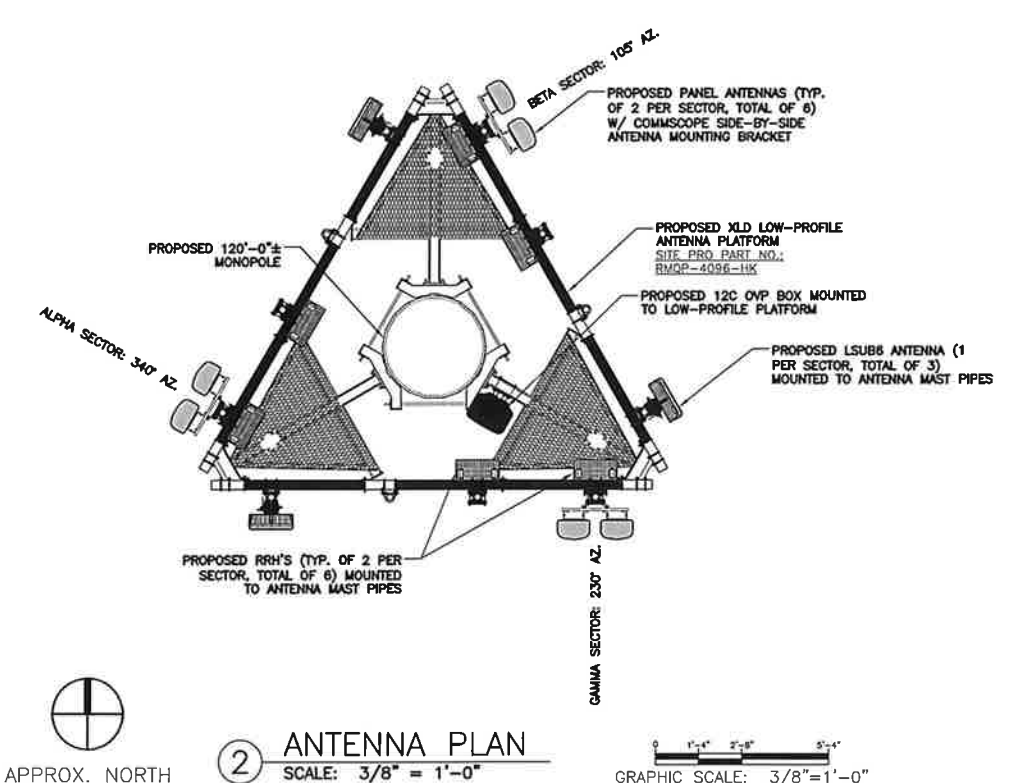 BETA SECTOR: 105° AZ.
PROPOSED PANEL ANTENNAS (TYP.
OF 2 PER SECTOR, TOTAL OF 6)
W/ COMMSCOPE SIDE-BY-SIDE
ANTENNA MOUNTING BRACKET
PROPOSED 120'-0"±
MONOPOLE
PROPOSED XLD LOW-PROFILE
ANTENNA PLATFORM
SITE PRO PART NO.:
RMQP-4096-HK
PROPOSED 12C OVP BOX MOUNTED
TO LOW-PROFILE PLATFORM
ALPHA SECTOR: 340° AZ.
PROPOSED LSUB6 ANTENNA (1
PER SECTOR, TOTAL OF 3)
MOUNTED TO ANTENNA MAST PIPES
PROPOSED RRH'S (TYP. OF 2 PER
SECTOR, TOTAL OF 6) MOUNTED
TO ANTENNA MAST PIPES
GAMMA SECTOR: 230° AZ.
APPROX. NORTH
2
ANTENNA PLAN
SCALE: 3/8" = 1'-0"
0 1'-4" 2'-8" 5'-4"
GRAPHIC SCALE: 3/8"=1'-0"